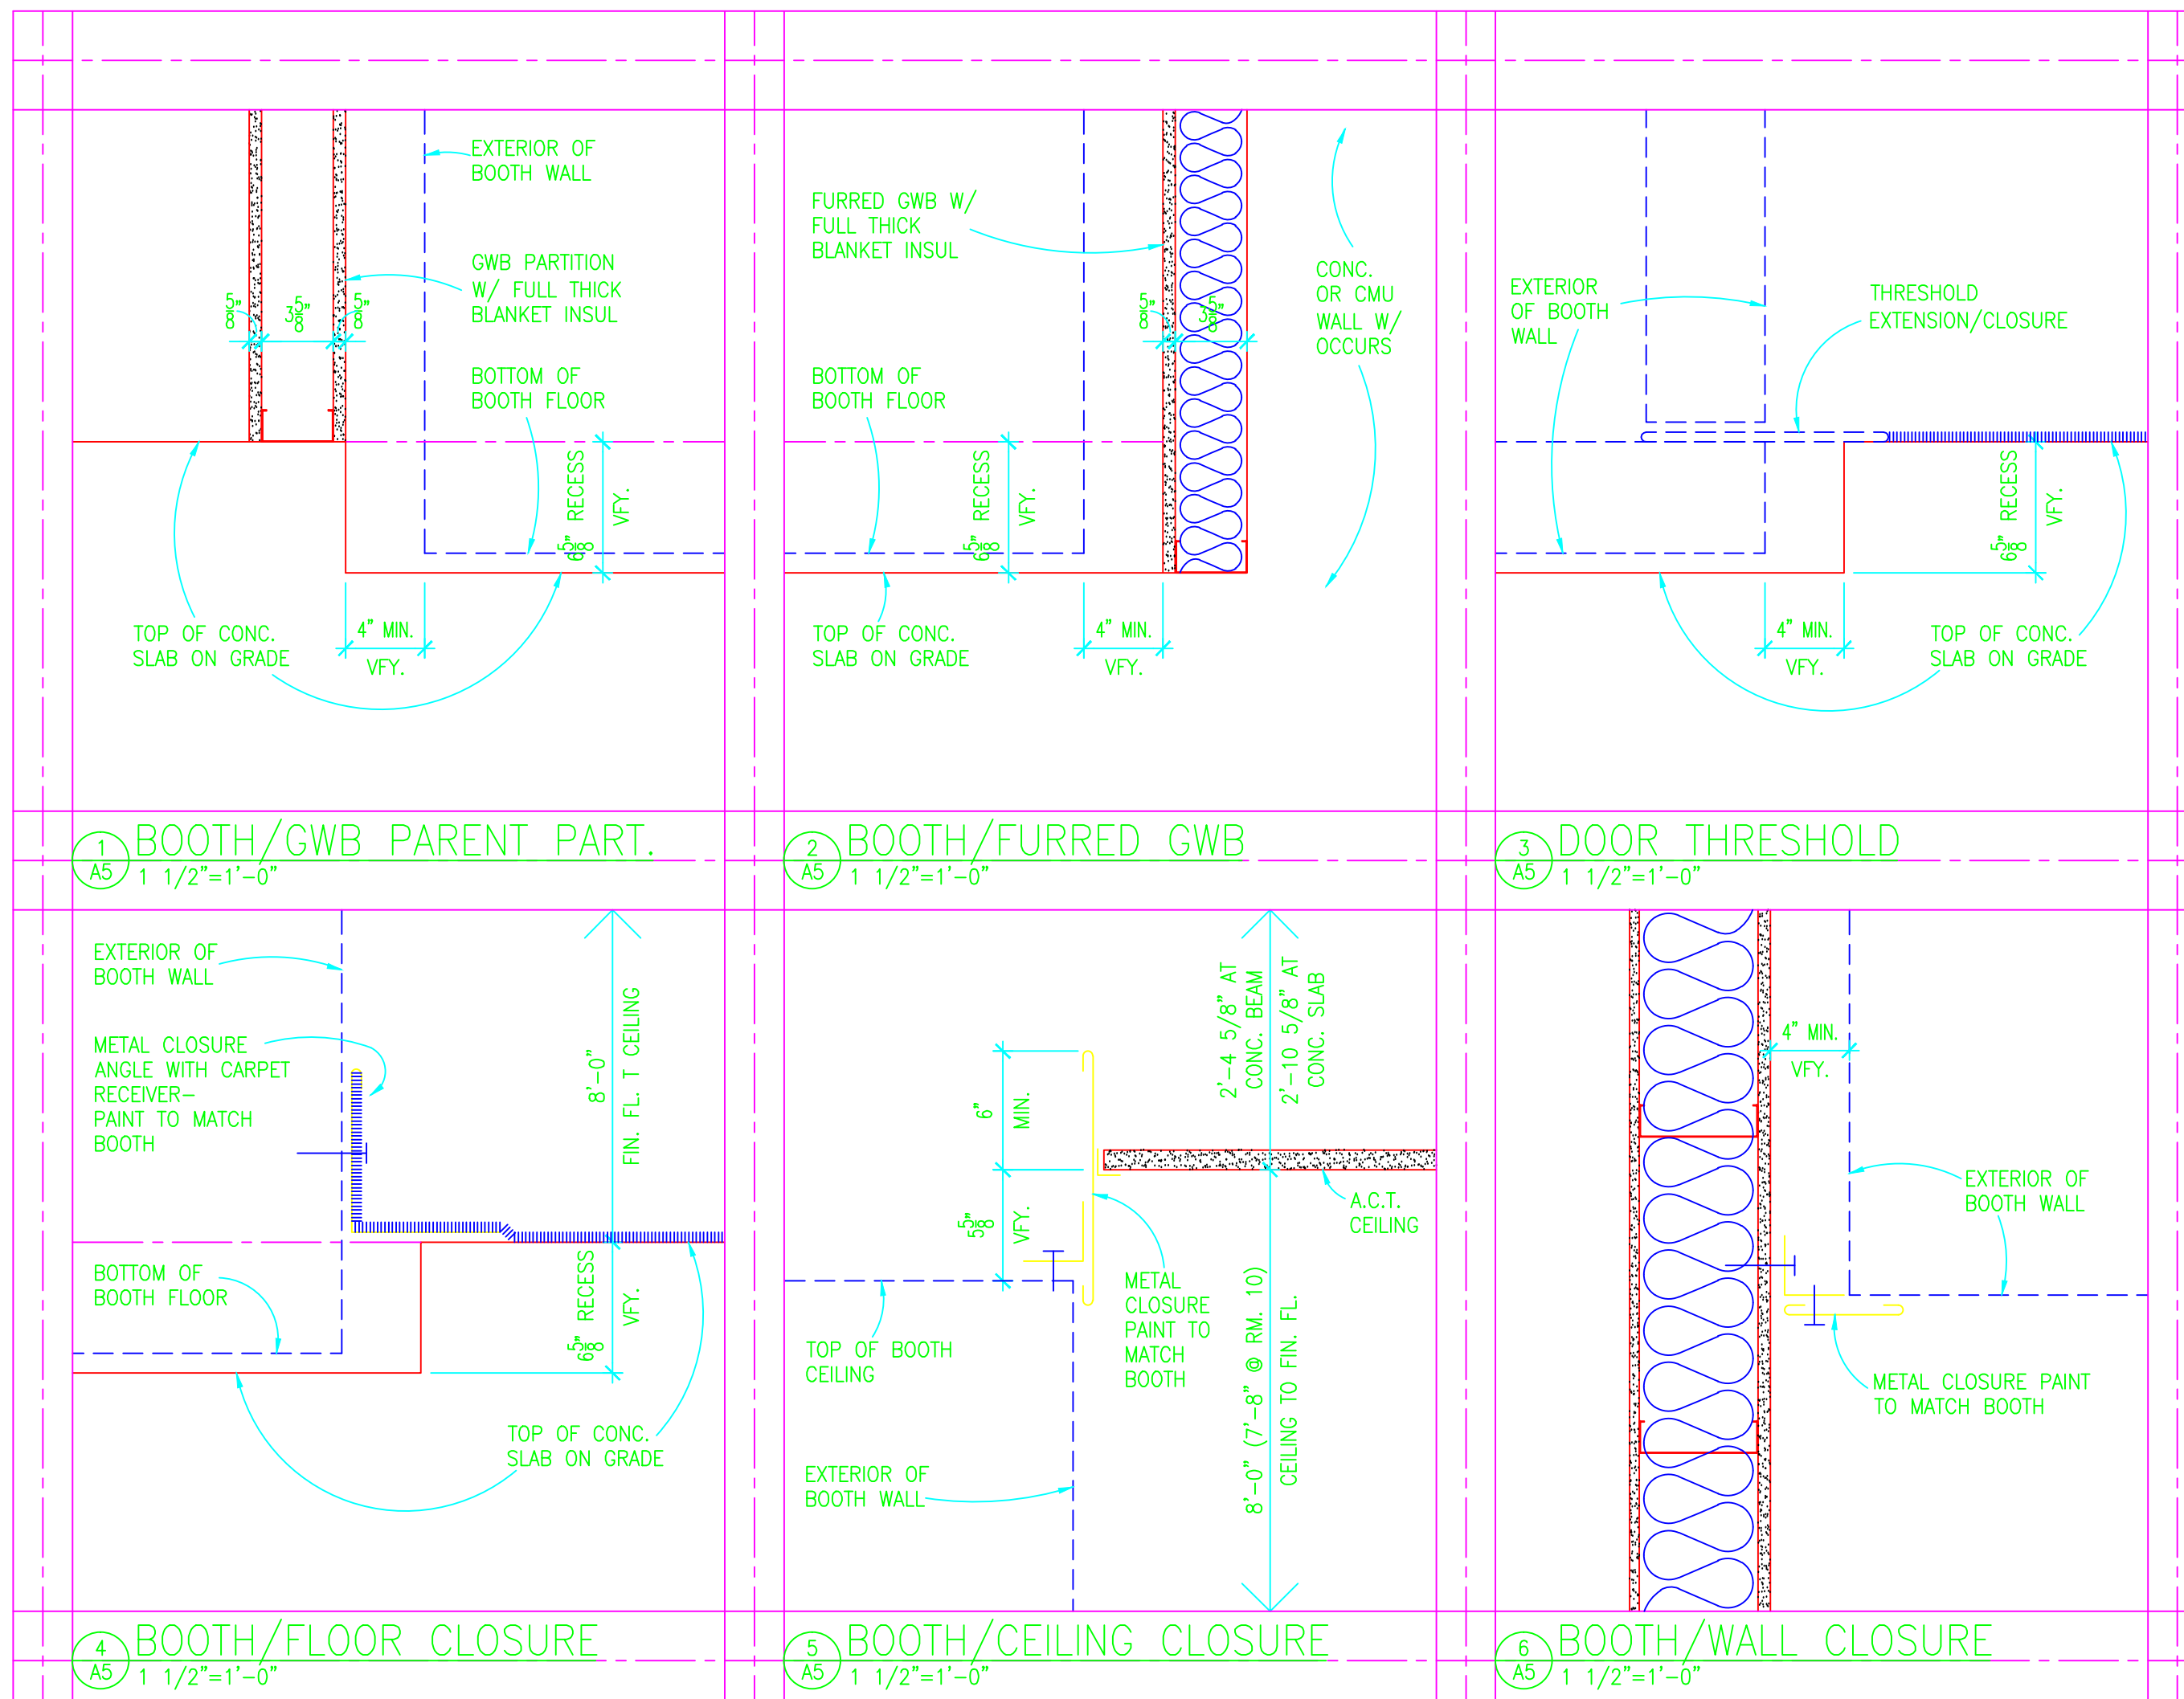 EXTERIOR OF
BOOTH WALL
GWB PARTITION
W/ FULL THICK
BLANKET INSUL
5/8"
3 5/8"
5/8"
BOTTOM OF
BOOTH FLOOR
6 5/8" RECESS
VFY.
TOP OF CONC.
SLAB ON GRADE
4" MIN.
VFY.
1
A5
BOOTH/GWB PARENT PART.
1 1/2"=1'-0"
FURRED GWB W/
FULL THICK
BLANKET INSUL
CONC.
OR CMU
WALL W/
OCCURS
5/8"
3 5/8"
BOTTOM OF
BOOTH FLOOR
6 5/8" RECESS
VFY.
TOP OF CONC.
SLAB ON GRADE
4" MIN.
VFY.
2
A5
BOOTH/FURRED GWB
1 1/2"=1'-0"
EXTERIOR
OF BOOTH
WALL
THRESHOLD
EXTENSION/CLOSURE
6 5/8" RECESS
VFY.
4" MIN.
VFY.
TOP OF CONC.
SLAB ON GRADE
3
A5
DOOR THRESHOLD
1 1/2"=1'-0"
EXTERIOR OF
BOOTH WALL
METAL CLOSURE
ANGLE WITH CARPET
RECEIVER-
PAINT TO MATCH
BOOTH
8'-0"
FIN. FL. T CEILING
BOTTOM OF
BOOTH FLOOR
6 5/8" RECESS
VFY.
TOP OF CONC.
SLAB ON GRADE
4
A5
BOOTH/FLOOR CLOSURE
1 1/2"=1'-0"
2'-4 5/8" AT
CONC. BEAM
2'-10 5/8" AT
CONC. SLAB
6"
MIN.
5 5/8"
VFY.
A.C.T.
CEILING
METAL
CLOSURE
PAINT TO
MATCH
BOOTH
TOP OF BOOTH
CEILING
8'-0" (7'-8" @ RM. 10)
CEILING TO FIN. FL.
EXTERIOR OF
BOOTH WALL
5
A5
BOOTH/CEILING CLOSURE
1 1/2"=1'-0"
4" MIN.
VFY.
EXTERIOR OF
BOOTH WALL
METAL CLOSURE PAINT
TO MATCH BOOTH
6
A5
BOOTH/WALL CLOSURE
1 1/2"=1'-0"